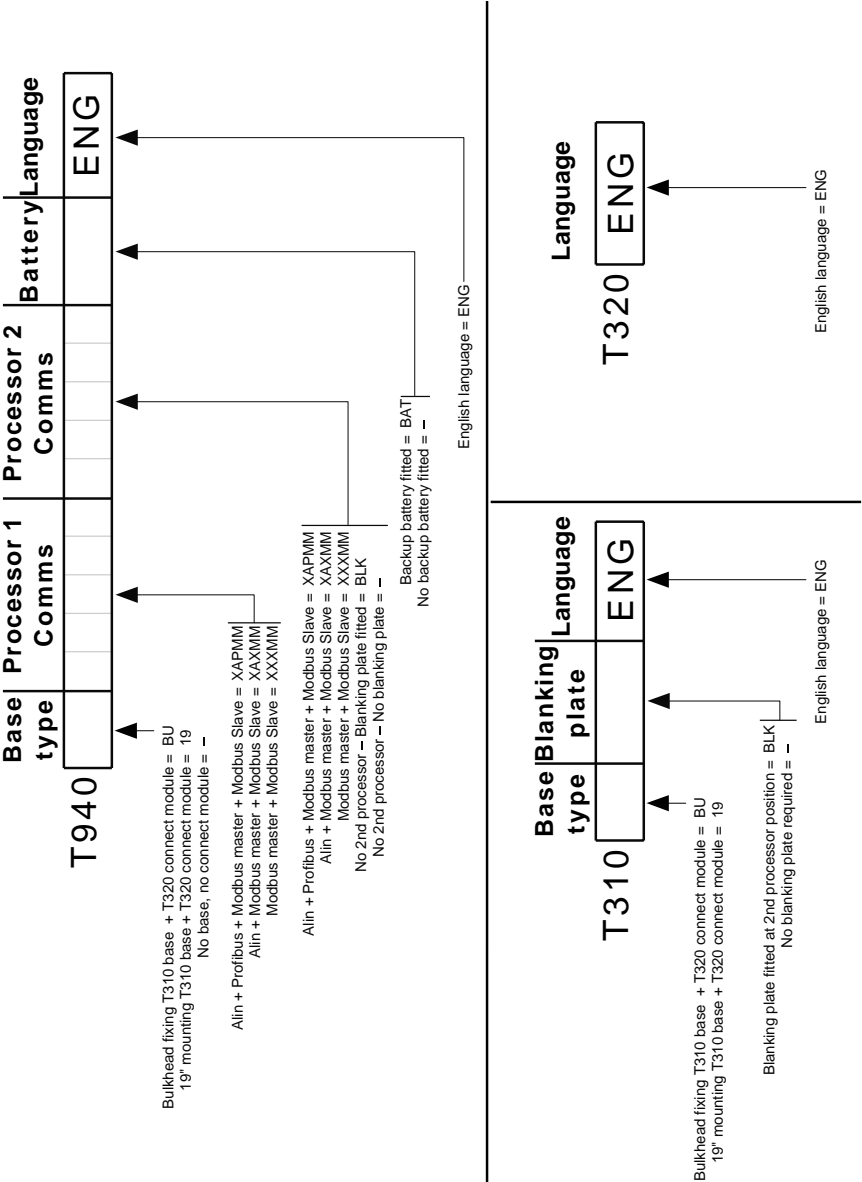 Base type
Processor 1 Comms
Processor 2 Comms
Battery
Language
T940
ENG
Bulkhead fixing T310 base + T320 connect module = BU
19" mounting T310 base + T320 connect module = 19
No base, no connect module = –
Alin + Profibus + Modbus master + Modbus Slave = XAPMM
Alin + Modbus master + Modbus Slave = XAXMM
Modbus master + Modbus Slave = XXXMM
Alin + Profibus + Modbus master + Modbus Slave = XAPMM
Alin + Modbus master + Modbus Slave = XAXMM
Modbus master + Modbus Slave = XXXMM
No 2nd processor – Blanking plate fitted = BLK
No 2nd processor – No blanking plate = –
Backup battery fitted = BAT
No backup battery fitted = –
English language = ENG
Base type
Blanking plate
Language
T310
ENG
Bulkhead fixing T310 base + T320 connect module = BU
19" mounting T310 base + T320 connect module = 19
Blanking plate fitted at 2nd processor position = BLK
No blanking plate required = –
English language = ENG
Language
T320
ENG
English language = ENG